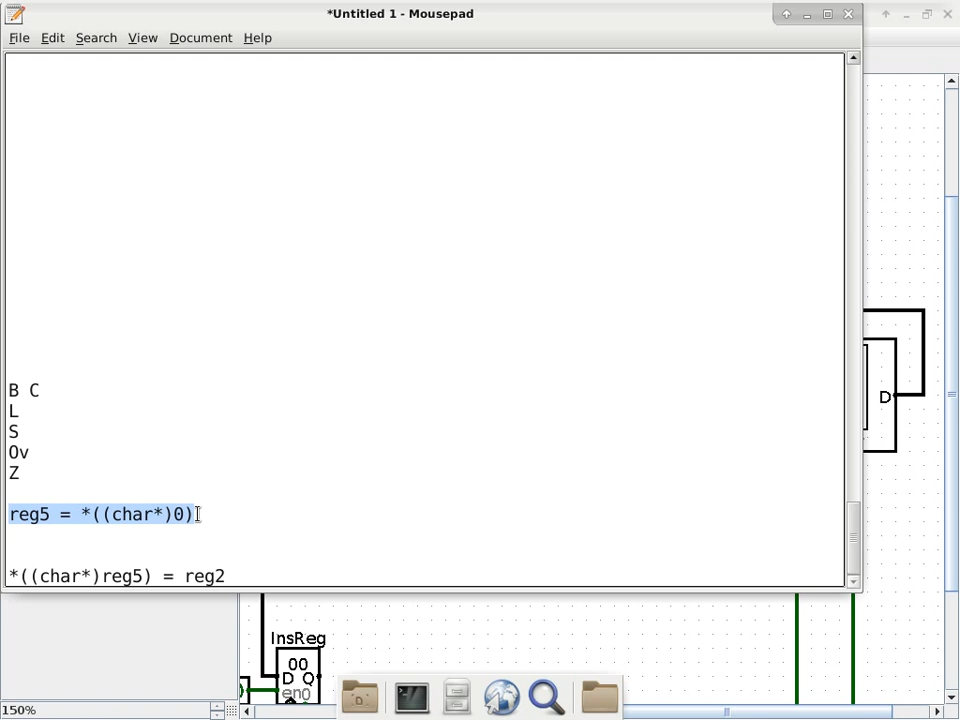 *Untitled 1 - Mousepad
File Edit Search View Document Help
B C
L
S
Ov
Z
reg5 = *((char*)0)
*((char*)reg5) = reg2
D
InsReg
00
D Q
en0
150%